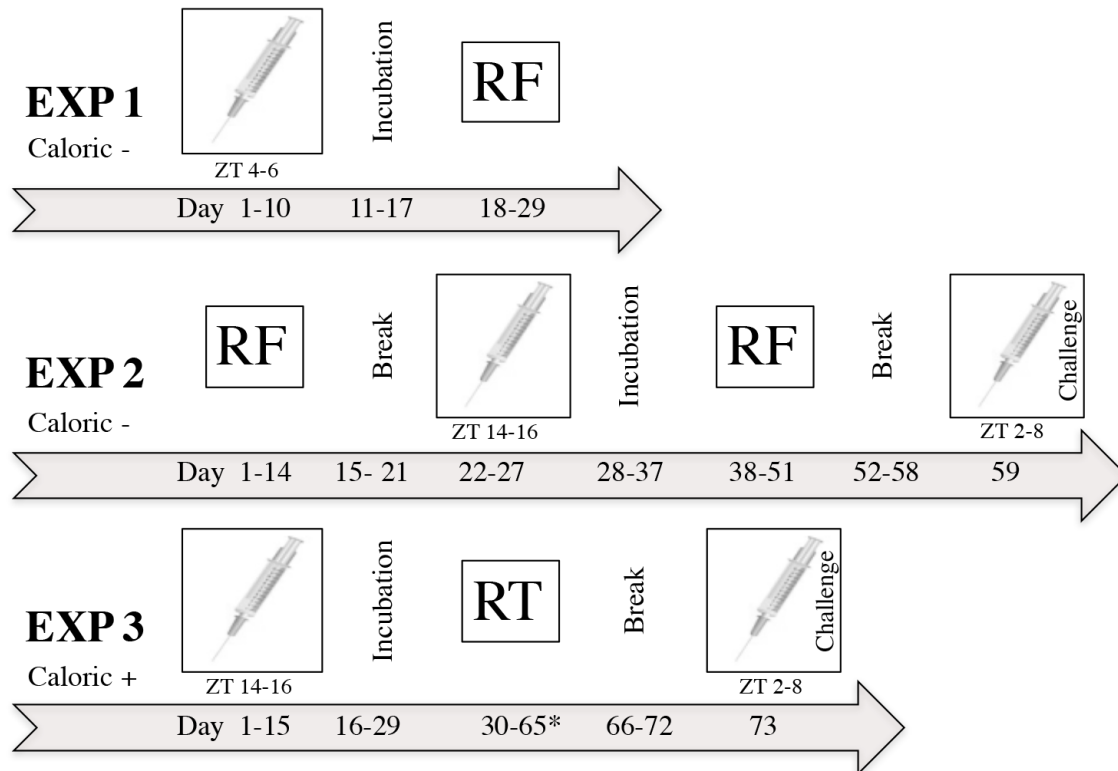 EXP 1
Caloric -
ZT 4-6
Incubation
RF
Day 1-10 11-17 18-29
EXP 2
Caloric -
RF
Break
ZT 14-16
Incubation
RF
Break
Challenge
ZT 2-8
Day 1-14 15- 21 22-27 28-37 38-51 52-58 59
EXP 3
Caloric +
ZT 14-16
Incubation
RT
Break
Challenge
ZT 2-8
Day 1-15 16-29 30-65* 66-72 73